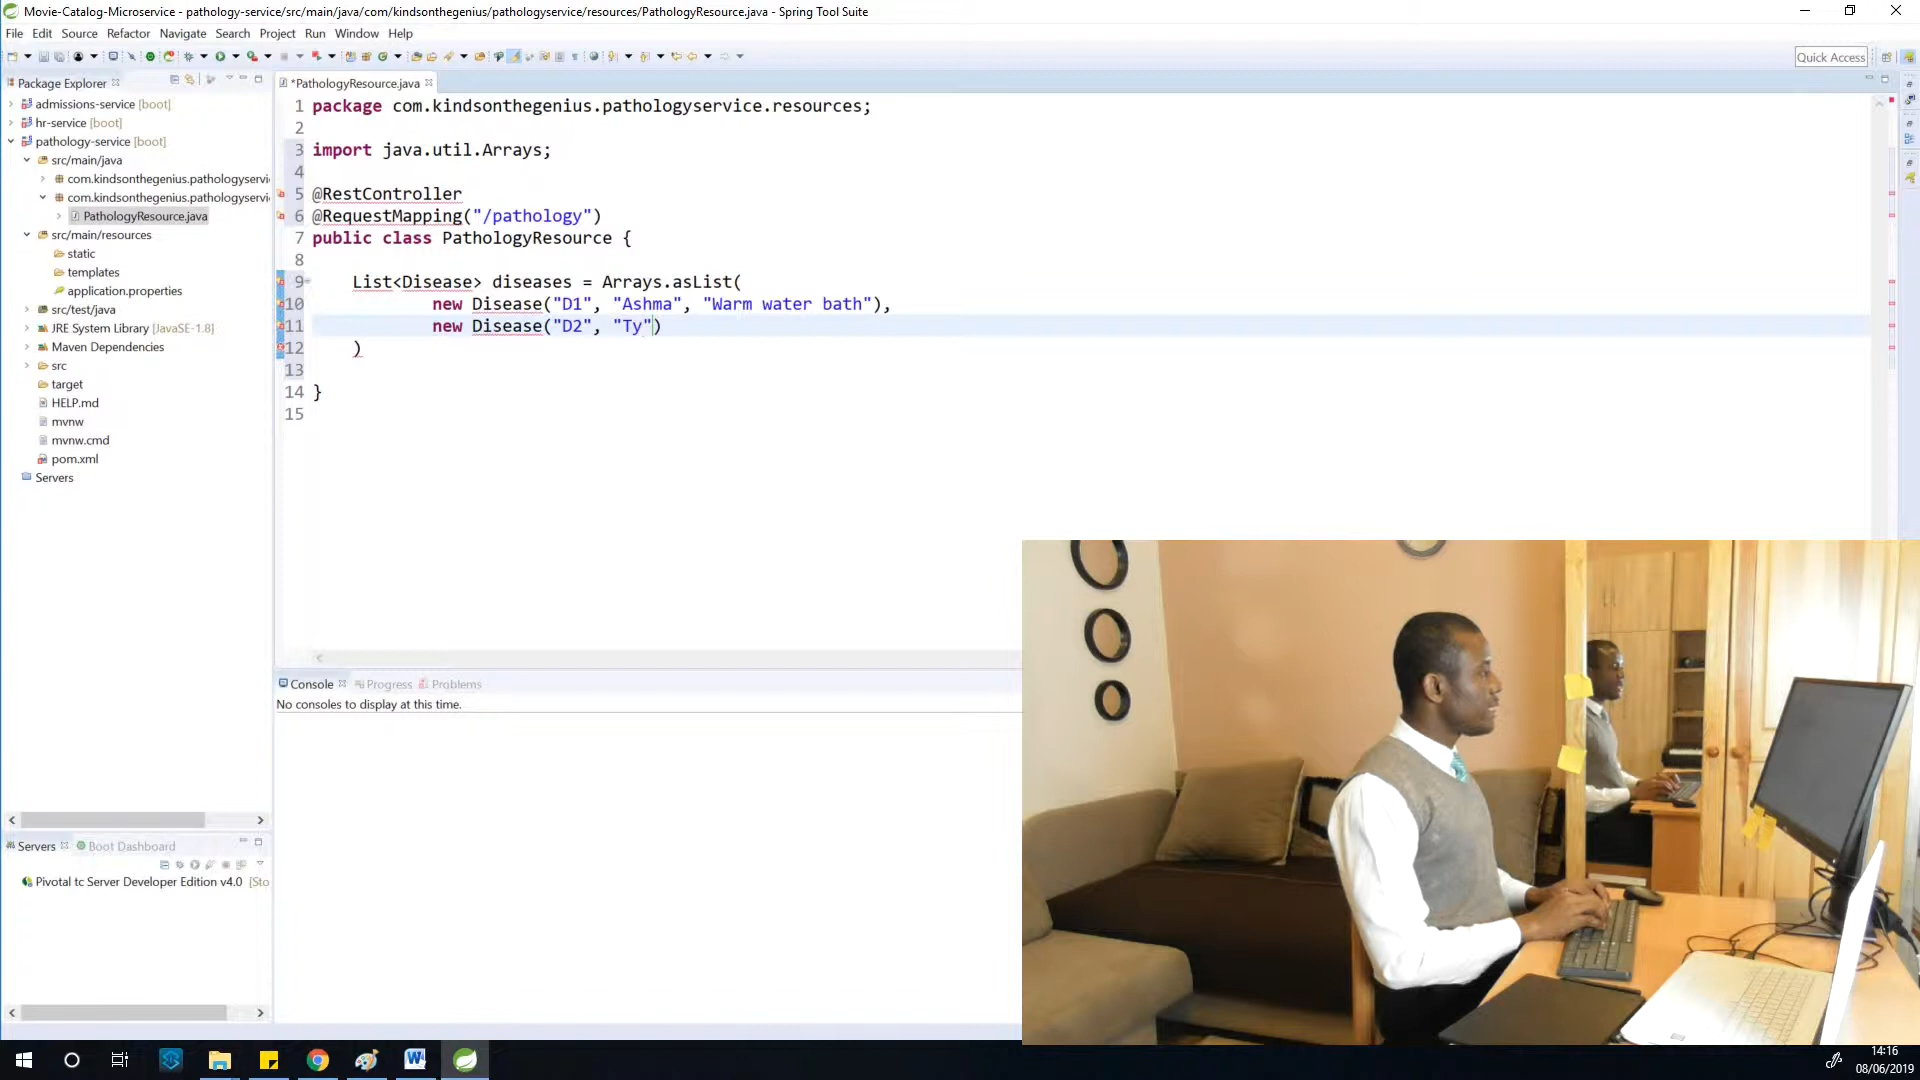 Movie-Catalog-Microservice - pathology-service/src/main/java/com/kindsonthegenius/pathologyservice/resources/PathologyResource.java - Spring Tool Suite
File Edit Source Refactor Navigate Search Project Run Window Help
Quick Access
Package Explorer
*PathologyResource.java
admissions-service [boot]
hr-service [boot]
pathology-service [boot]
src/main/java
com.kindsonthegenius.pathologyservi
com.kindsonthegenius.pathologyservi
PathologyResource.java
src/main/resources
static
templates
application.properties
src/test/java
JRE System Library [JavaSE-1.8]
Maven Dependencies
src
target
HELP.md
mvnw
mvnw.cmd
pom.xml
Servers
1 package com.kindsonthegenius.pathologyservice.resources;
2
3 import java.util.Arrays;
4
5 @RestController
6 @RequestMapping("/pathology")
7 public class PathologyResource {
8
9 List<Disease> diseases = Arrays.asList(
10 new Disease("D1", "Ashma", "Warm water bath"),
11 new Disease("D2", "Ty")
12 )
13
14 }
15
Console Progress Problems
No consoles to display at this time.
Servers Boot Dashboard
Pivotal tc Server Developer Edition v4.0 [Sto
14:16
08/06/2019